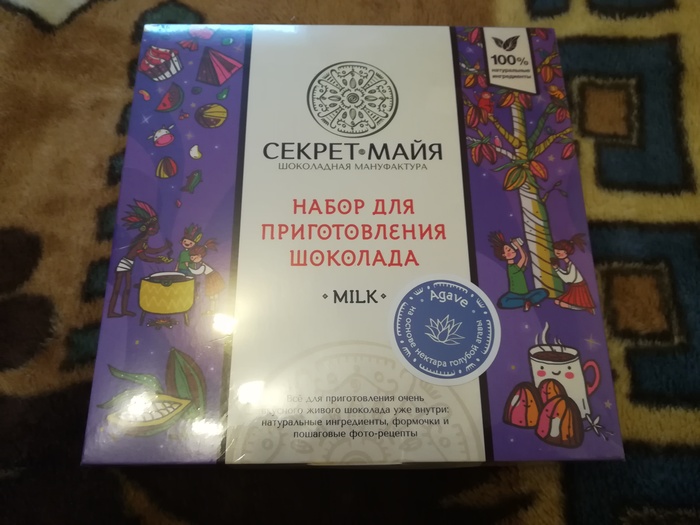 100%
натуральные
ингредиенты
СЕКРЕТ МАЙЯ
ШОКОЛАДНАЯ МАНУФАКТУРА
НАБОР ДЛЯ
ПРИГОТОВЛЕНИЯ
ШОКОЛАДА
MILK
Agave
на основе нектара голубой агавы
Всё для приготовления очень
живого шоколада уже внутри:
натуральные ингредиенты, формочки и
пошаговые фото-рецепты